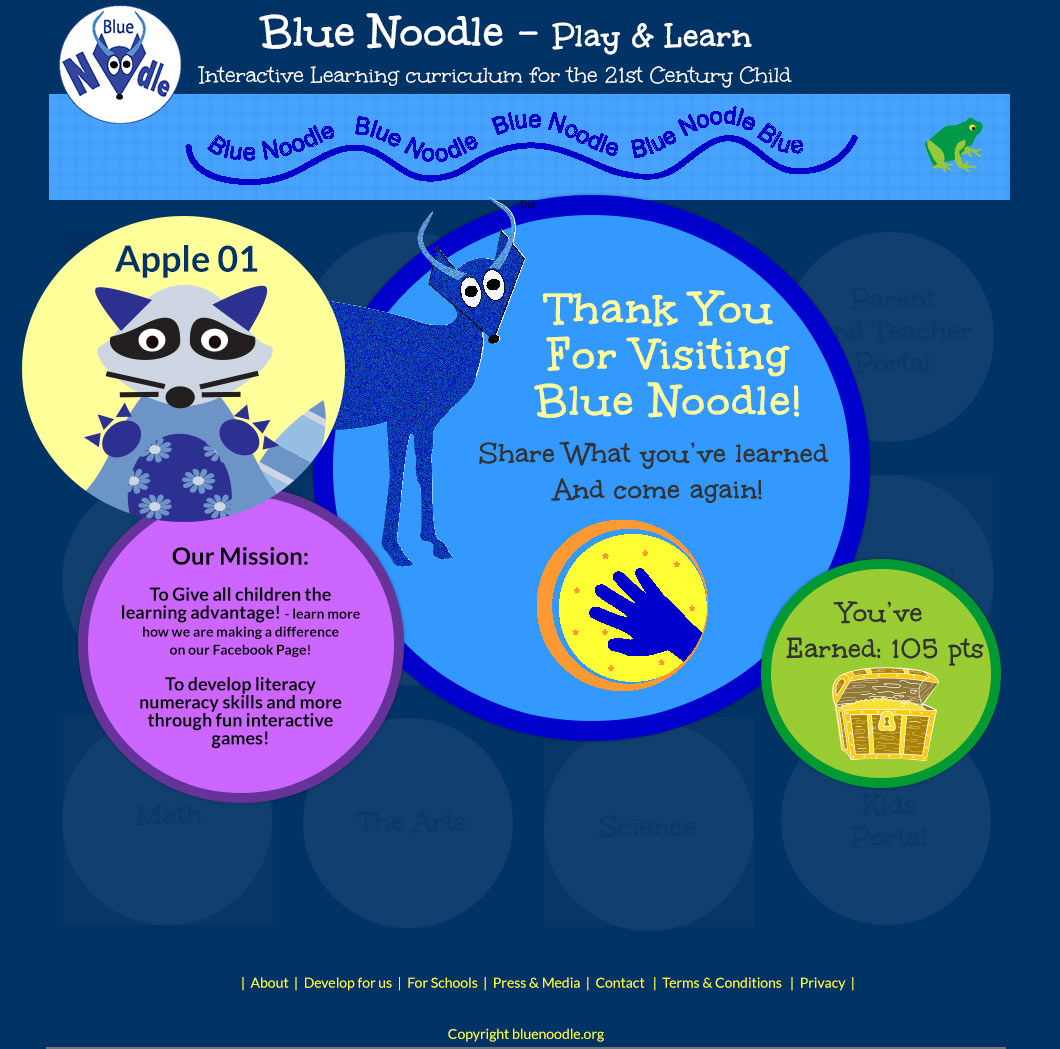 Blue
Noodle
Blue Noodle – Play & Learn
Interactive Learning curriculum for the 21st Century Child
Blue Noodle Blue Noodle Blue Noodle Blue Noodle Blue
Apple 01
Thank You
For Visiting
Blue Noodle!
Share What you've learned
And come again!
Parent
nd Teacher
Portal
Our Mission:
To Give all children the
learning advantage! - learn more
how we are making a difference
on our Facebook Page!
To develop literacy
numeracy skills and more
through fun interactive
games!
You've
Earned: 105 pts
Math
The Arts
Science
Kids
Portal
| About | Develop for us | For Schools | Press & Media | Contact | Terms & Conditions | Privacy |
Copyright bluenoodle.org